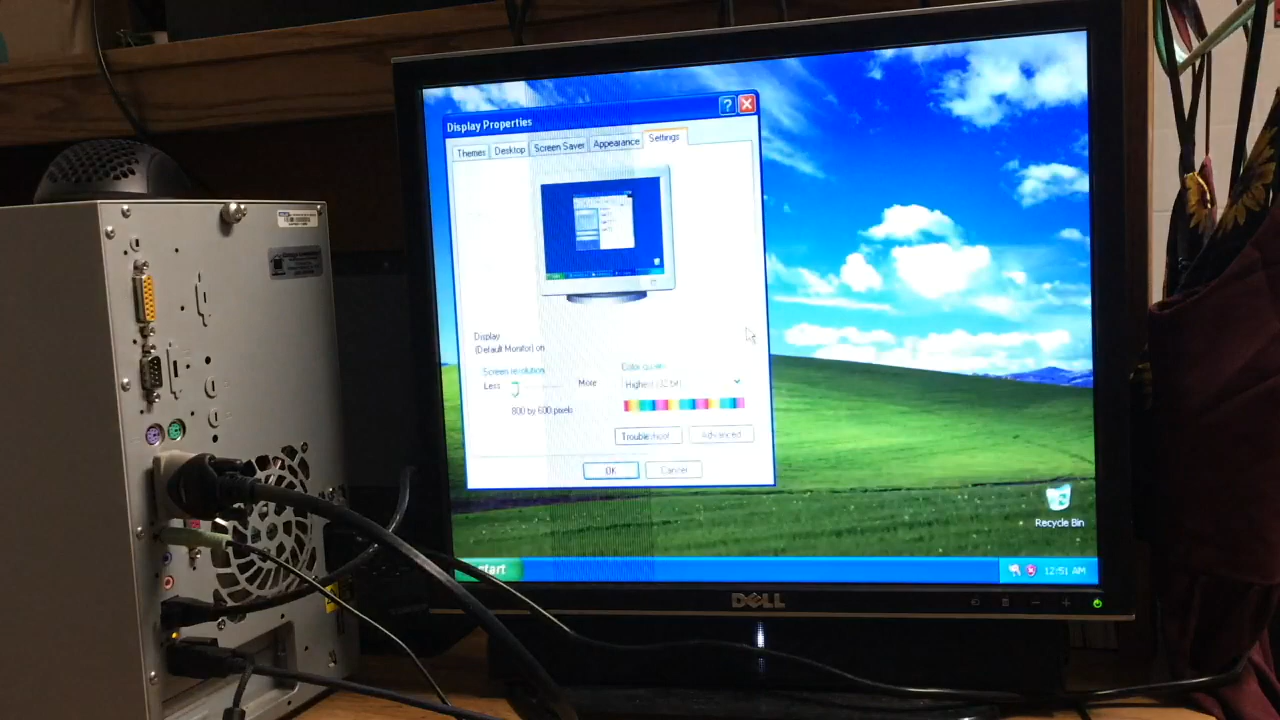 Display Properties
Themes Desktop Screen Saver Appearance Settings
Display
(Default Monitor) on
Screen resolution
Less More
800 by 600 pixels
Color quality
Highest (32 bit)
Troubleshoot... Advanced
OK Cancel
Recycle Bin
start
12:51 AM
DELL